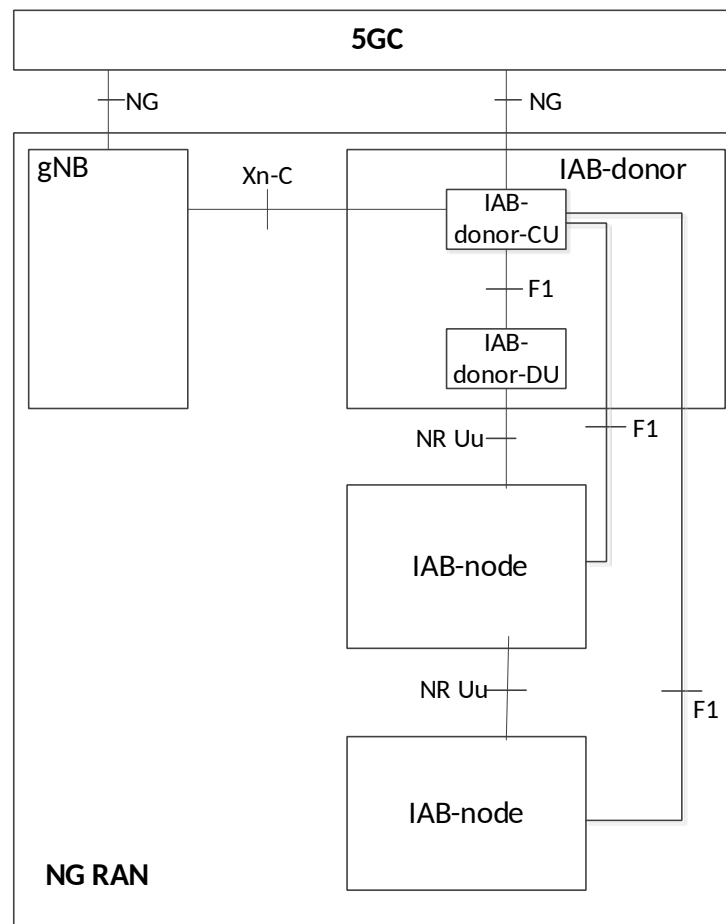 5GC
NG
NG
gNB
Xn-C
IAB-donor
IAB-
donor-CU
F1
IAB-
donor-DU
NR Uu
F1
IAB-node
NR Uu
F1
IAB-node
NG RAN